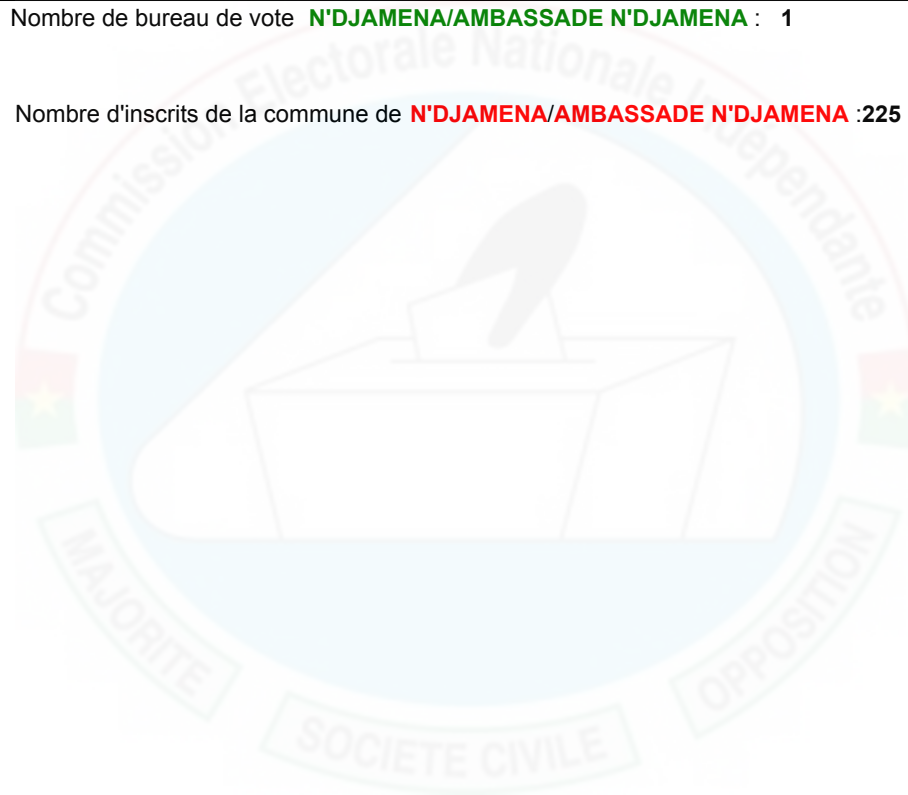 Nombre de bureau de vote N'DJAMENA/AMBASSADE N'DJAMENA : 1
Nombre d'inscrits de la commune de N'DJAMENA/AMBASSADE N'DJAMENA :225
Commission Electorale Nationale Independante
MAJORITE
SOCIETE CIVILE
OPPOSITION